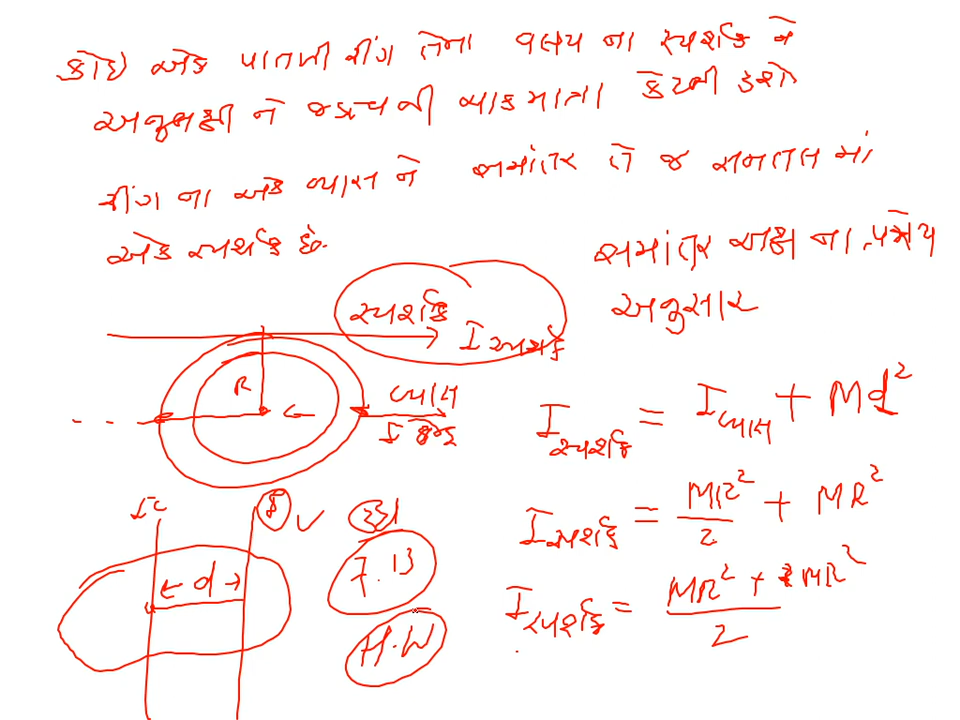 કોઈ એક પાતળી રીંગ તેના વલય ના સ્પર્શક ને
અનુલક્ષી ને જડત્વ ની ચાકમાત્રા કેટલી હશે
રીંગ ના એક વ્યાસ ને સમાંતર તે જ સમતલ માં
એક સ્પર્શક છે.
સમાંતર અક્ષ ના પ્રમેય
અનુસાર
સ્પર્શક
I સ્પર્શક
R
વ્યાસ
I કેન્દ્ર
I સ્પર્શક = I વ્યાસ + Md²
I સ્પર્શક = MR²/2 + MR²
I સ્પર્શક = MR² + 2MR²/2
Ic
d
7.13
H.W